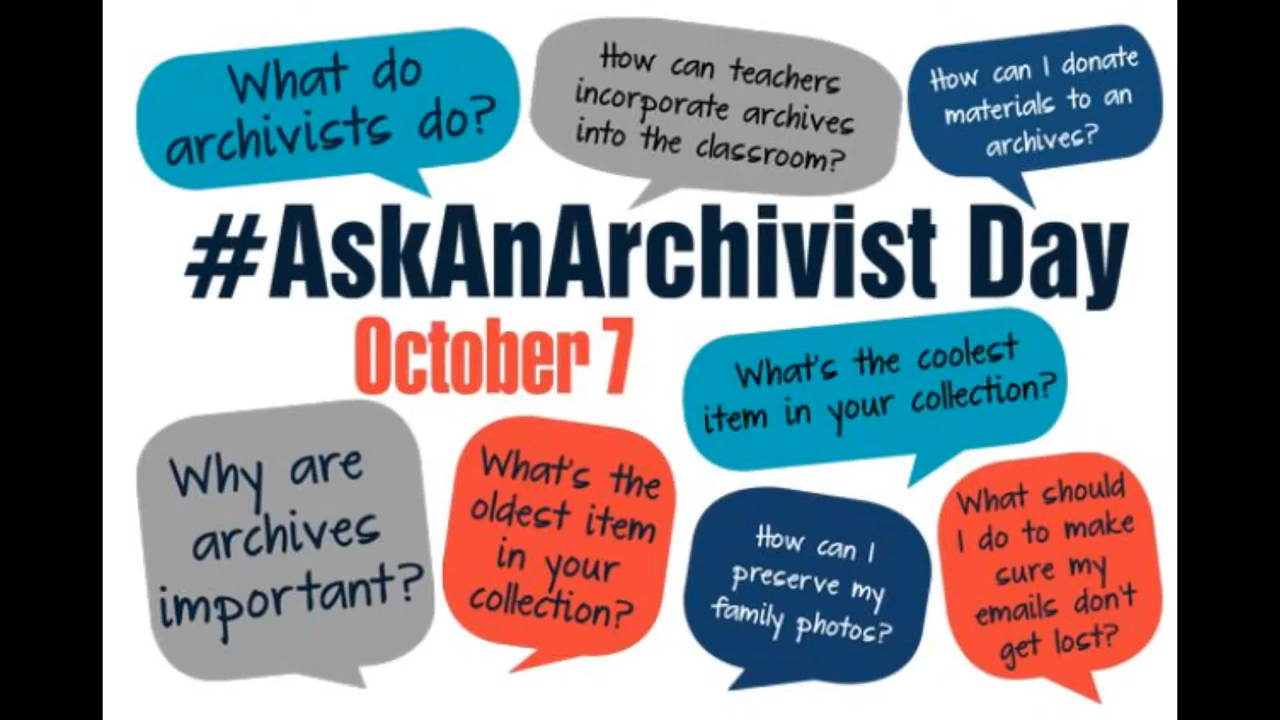 What do
archivists do?
How can teachers
incorporate archives
into the classroom?
How can I donate
materials to an
archives?
#AskAnArchivist Day
October 7
What's the coolest
item in your collection?
Why are
archives
important?
What's the
oldest item
in your
collection?
How can I
preserve my
family photos?
What should
I do to make
sure my
emails don't
get lost?